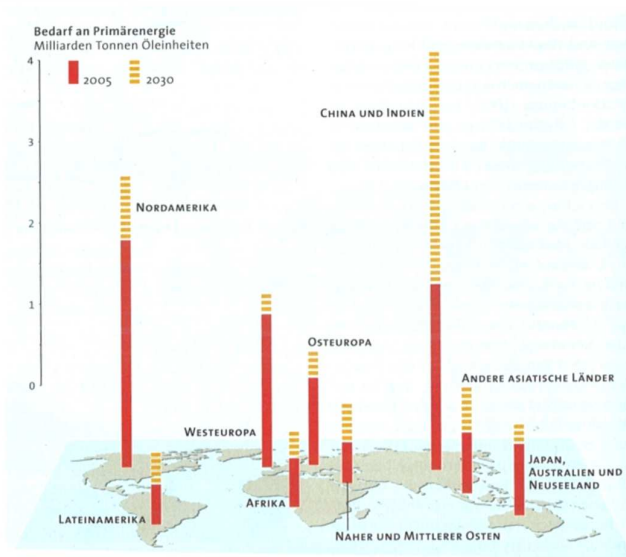 Bedarf an Primärenergie
Milliarden Tonnen Öleinheiten
4
2005
2030
3
China und Indien
Nordamerika
2
1
Osteuropa
0
Andere asiatische Länder
Westeuropa
Japan,
Australien und
Neuseeland
Afrika
Lateinamerika
Naher und Mittlerer Osten